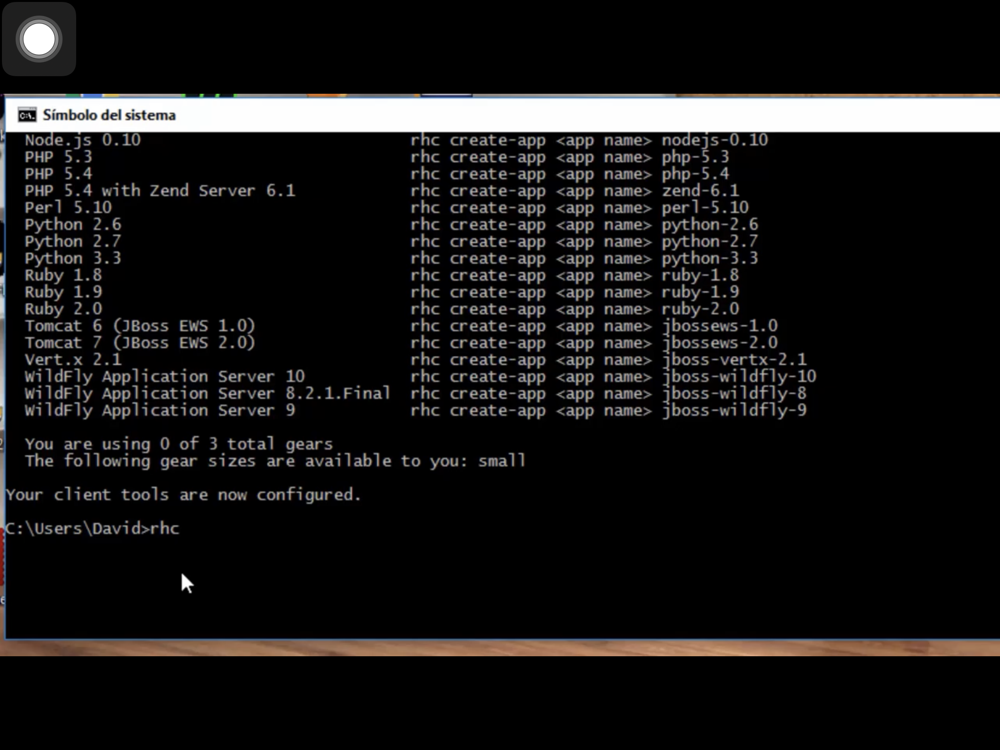 Símbolo del sistema
Node.js 0.10 rhc create-app <app name> nodejs-0.10
PHP 5.3 rhc create-app <app name> php-5.3
PHP 5.4 rhc create-app <app name> php-5.4
PHP 5.4 with Zend Server 6.1 rhc create-app <app name> zend-6.1
Perl 5.10 rhc create-app <app name> perl-5.10
Python 2.6 rhc create-app <app name> python-2.6
Python 2.7 rhc create-app <app name> python-2.7
Python 3.3 rhc create-app <app name> python-3.3
Ruby 1.8 rhc create-app <app name> ruby-1.8
Ruby 1.9 rhc create-app <app name> ruby-1.9
Ruby 2.0 rhc create-app <app name> ruby-2.0
Tomcat 6 (JBoss EWS 1.0) rhc create-app <app name> jbossews-1.0
Tomcat 7 (JBoss EWS 2.0) rhc create-app <app name> jbossews-2.0
Vert.x 2.1 rhc create-app <app name> jboss-vertx-2.1
WildFly Application Server 10 rhc create-app <app name> jboss-wildfly-10
WildFly Application Server 8.2.1.Final rhc create-app <app name> jboss-wildfly-8
WildFly Application Server 9 rhc create-app <app name> jboss-wildfly-9
You are using 0 of 3 total gears
The following gear sizes are available to you: small
Your client tools are now configured.
C:\Users\David>rhc